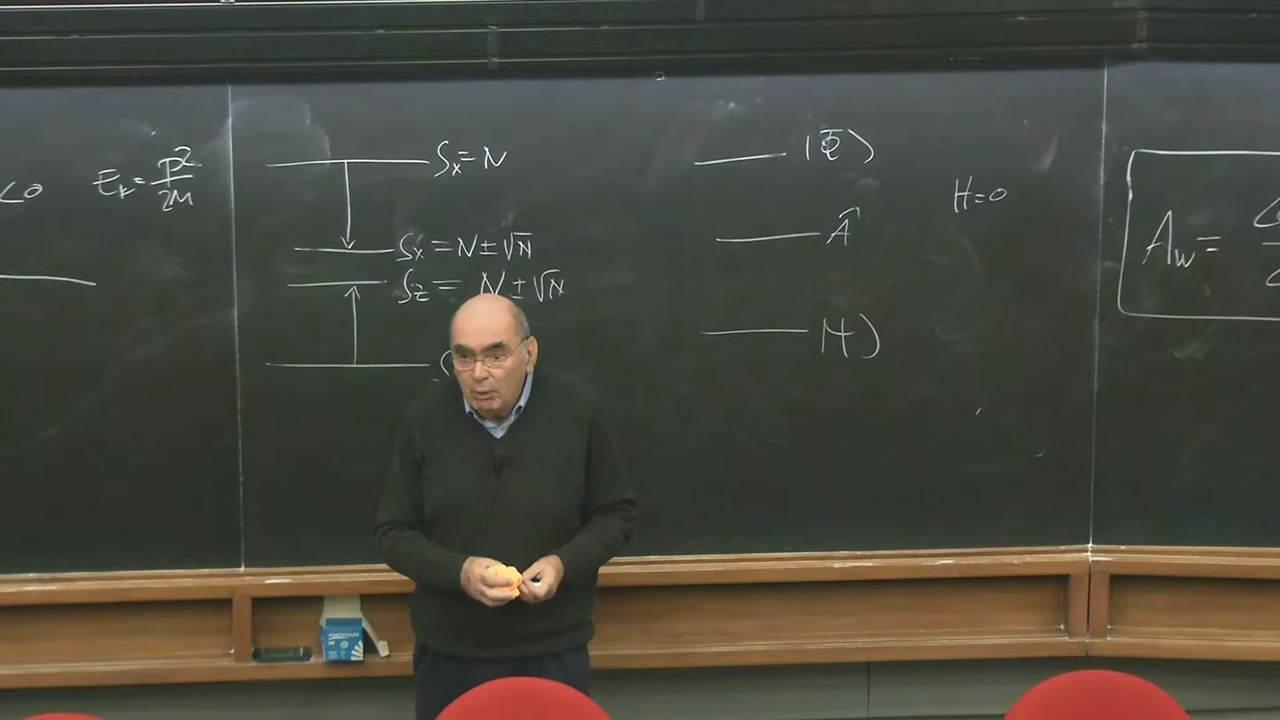 <0
E_K = P²/2M
S_x = N
S_x = N ± √N
S_z = N ± √N
|Φ⟩
Â
H=0
A_w =